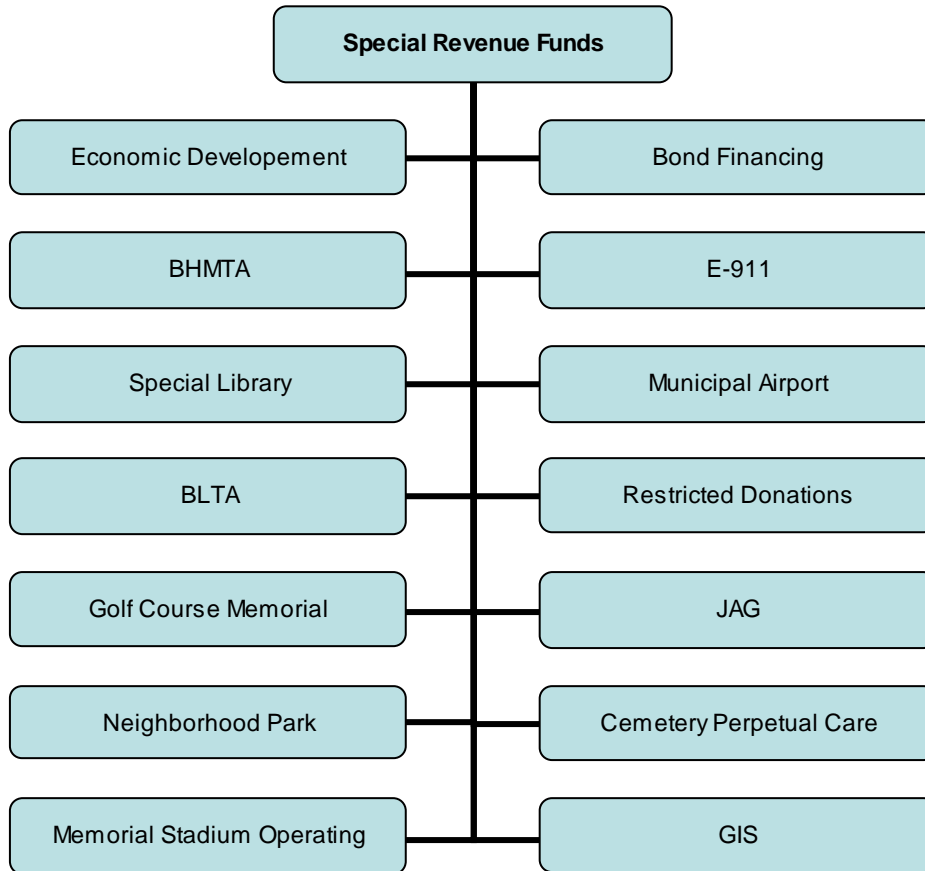 Special Revenue Funds
Economic Developement
Bond Financing
BHMTA
E-911
Special Library
Municipal Airport
BLTA
Restricted Donations
Golf Course Memorial
JAG
Neighborhood Park
Cemetery Perpetual Care
Memorial Stadium Operating
GIS